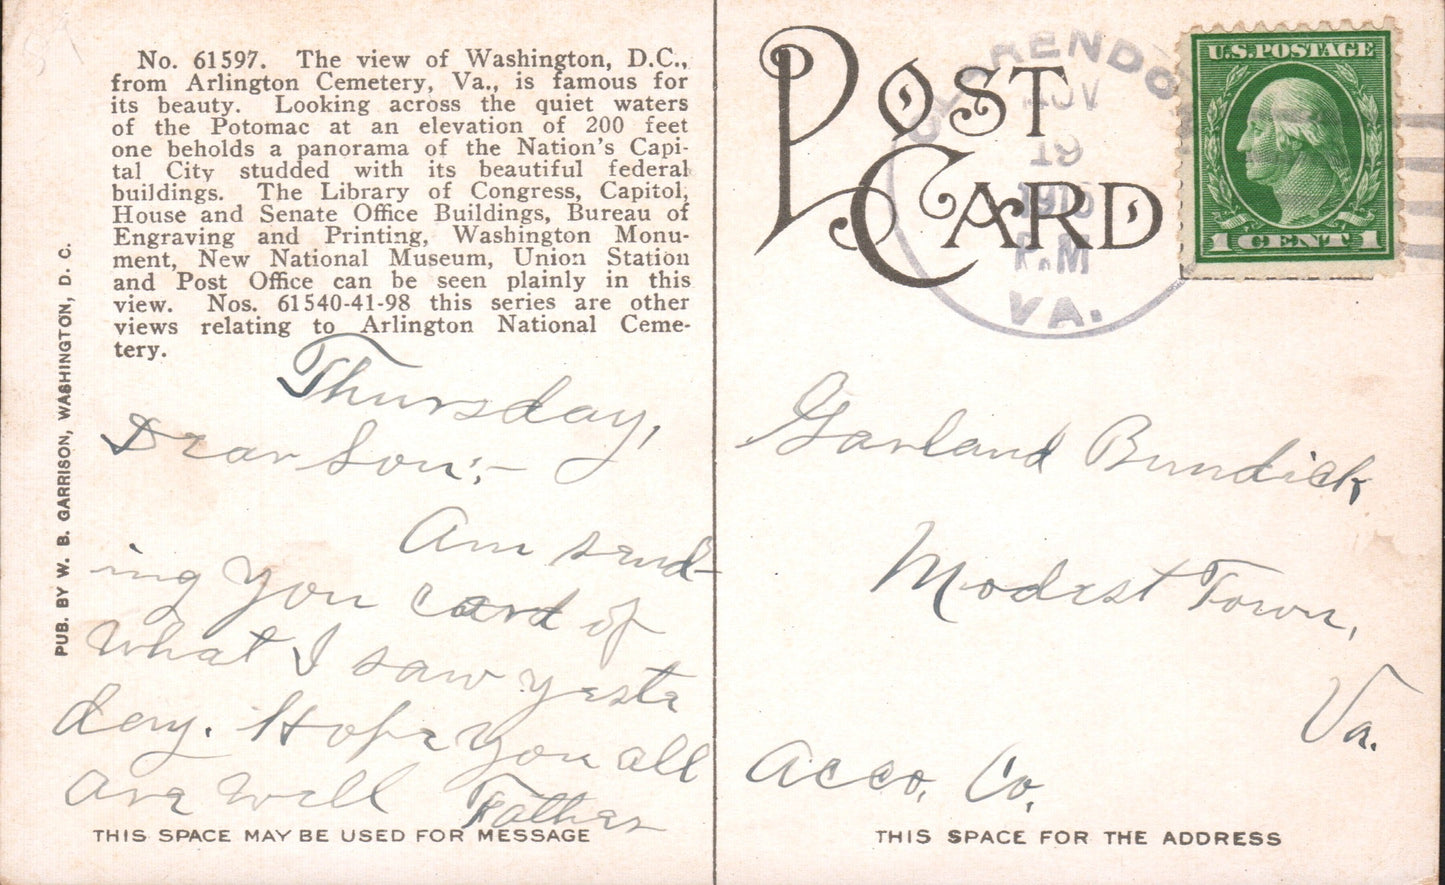 No. 61597. The view of Washington, D.C.,
from Arlington Cemetery, Va., is famous for
its beauty. Looking across the quiet waters
of the Potomac at an elevation of 200 feet
one beholds a panorama of the Nation's Capi-
tal City studded with its beautiful federal
buildings. The Library of Congress, Capitol,
House and Senate Office Buildings, Bureau of
Engraving and Printing, Washington Monu-
ment, New National Museum, Union Station
and Post Office can be seen plainly in this
view. Nos. 61540-41-98 this series are other
views relating to Arlington National Ceme-
tery.
PUB. BY W. B. GARRISON, WASHINGTON, D. C.
Thursday,
Dear Son:-
Am send-
ing you card of
what I saw yester
day. Hope you all
are well Father
THIS SPACE MAY BE USED FOR MESSAGE
POST
CARD
NOV
19
P.M
VA.
U.S. POSTAGE
1 CENT 1
Garland Bundick
Modest Town,
Va.
Acco, Co,
THIS SPACE FOR THE ADDRESS